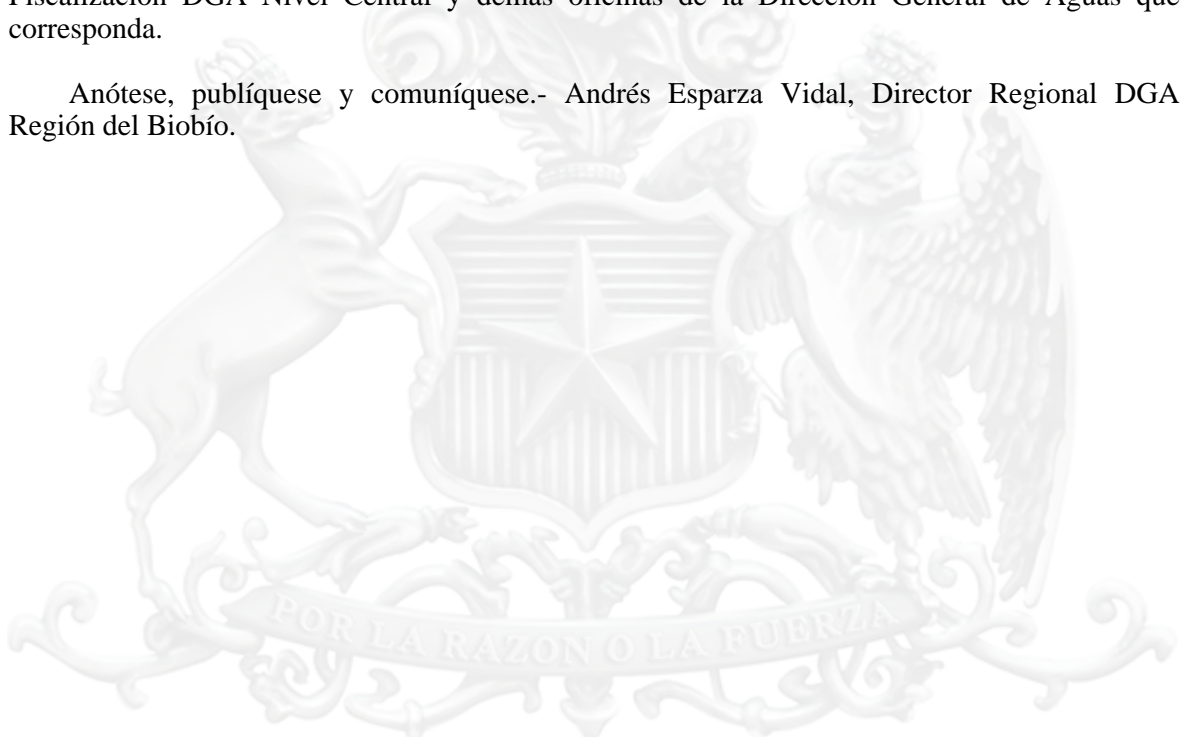 Fiscalización DGA Nivel Central y demás oficinas de la Dirección General de Aguas que
corresponda.
Anótese, publíquese y comuníquese.- Andrés Esparza Vidal, Director Regional DGA
Región del Biobío.
POR LA RAZON O LA FUERZA